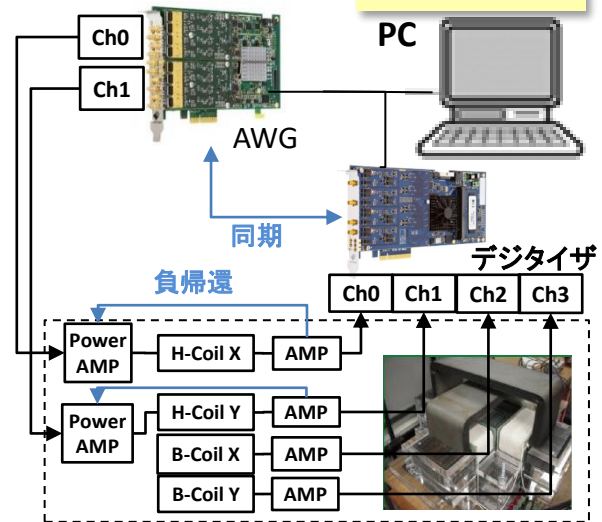 Ch0
PC
Ch1
AWG
同期
デジタイザ
負帰還
Ch0 Ch1 Ch2 Ch3
Power
AMP
H-Coil X
AMP
Power
AMP
H-Coil Y
AMP
B-Coil X
AMP
B-Coil Y
AMP